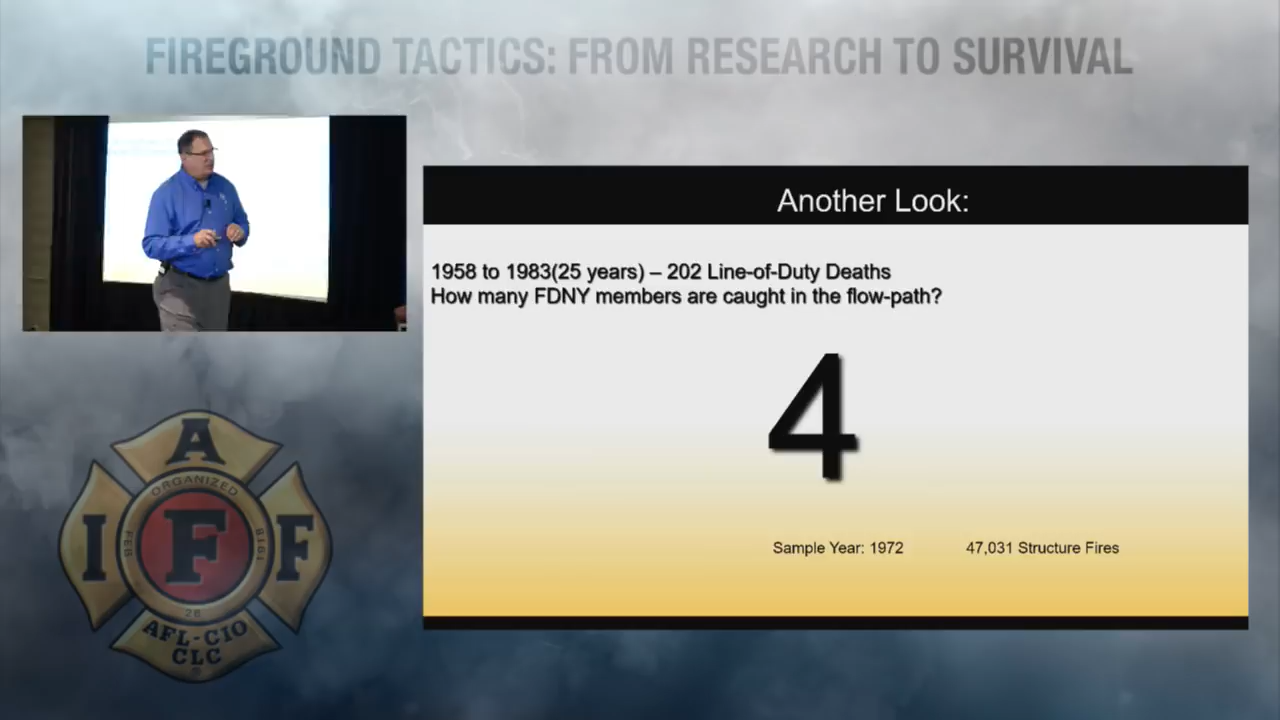 FIREGROUND TACTICS: FROM RESEARCH TO SURVIVAL
Another Look:
1958 to 1983(25 years) – 202 Line-of-Duty Deaths
How many FDNY members are caught in the flow-path?
4
Sample Year: 1972 47,031 Structure Fires
A
ORGANIZED
I F F
FEB 1918
28
AFL-CIO
CLC
®